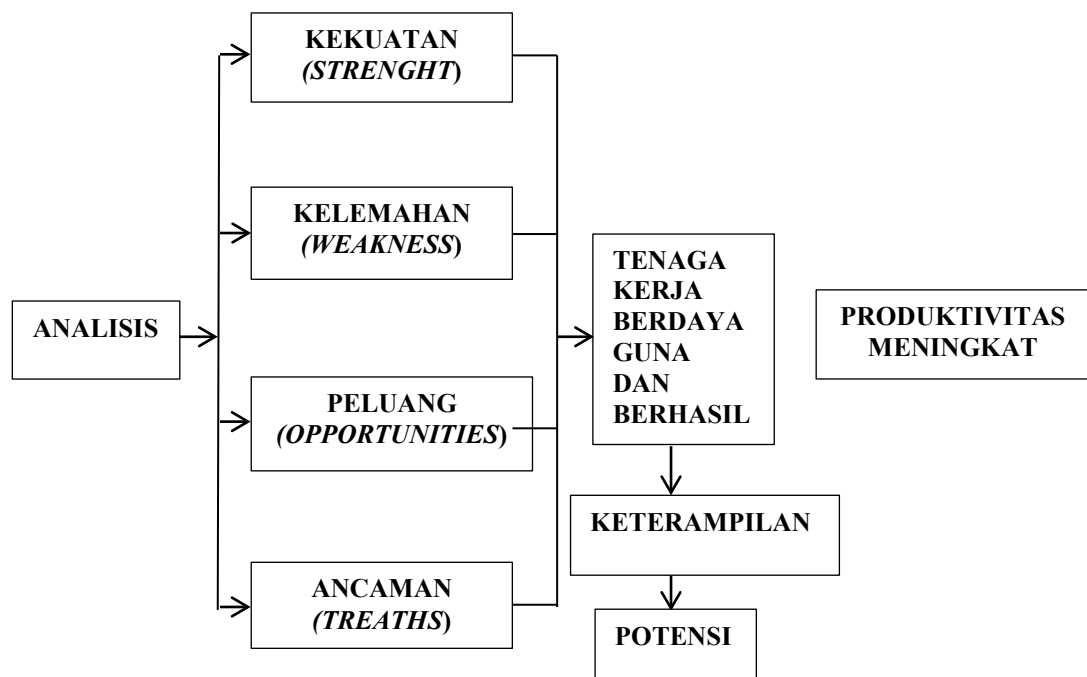 KEKUATAN
(STRENGHT)
KELEMAHAN
(WEAKNESS)
TENAGA
KERJA
BERDAYA
GUNA
DAN
BERHASIL
ANALISIS
PRODUKTIVITAS
MENINGKAT
PELUANG
(OPPORTUNITIES)
KETERAMPILAN
ANCAMAN
(TREATHS)
POTENSI